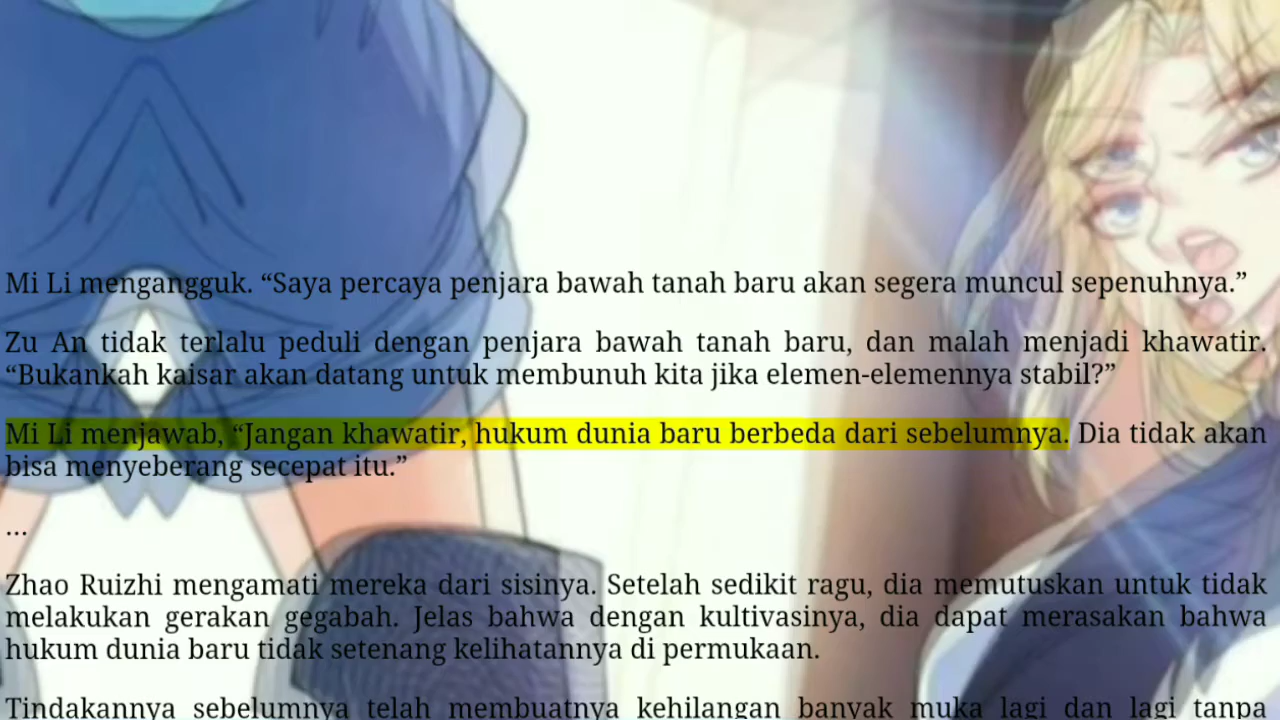 Mi Li mengangguk. “Saya percaya penjara bawah tanah baru akan segera muncul sepenuhnya.”
Zu An tidak terlalu peduli dengan penjara bawah tanah baru, dan malah menjadi khawatir.
“Bukankah kaisar akan datang untuk membunuh kita jika elemen-elemennya stabil?”
Mi Li menjawab, “Jangan khawatir, hukum dunia baru berbeda dari sebelumnya. Dia tidak akan
bisa menyeberang secepat itu.”
...
Zhao Ruizhi mengamati mereka dari sisinya. Setelah sedikit ragu, dia memutuskan untuk tidak
melakukan gerakan gegabah. Jelas bahwa dengan kultivasinya, dia dapat merasakan bahwa
hukum dunia baru tidak setenang kelihatannya di permukaan.
Tindakannya sebelumnya telah membuatnya kehilangan banyak muka lagi dan lagi tanpa